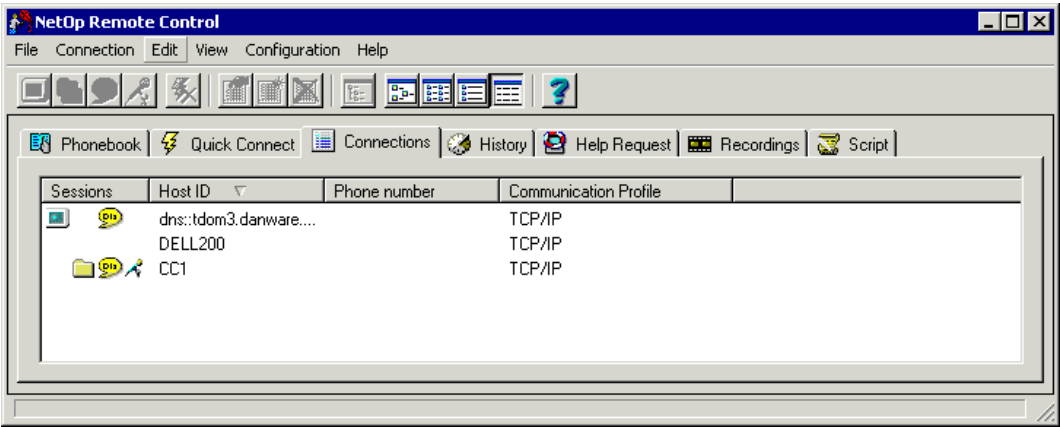 NetOp Remote Control
File Connection Edit View Configuration Help
Phonebook Quick Connect Connections History Help Request Recordings Script
Sessions Host ID Phone number Communication Profile
dns::tdom3.danware.... TCP/IP
DELL200 TCP/IP
CC1 TCP/IP